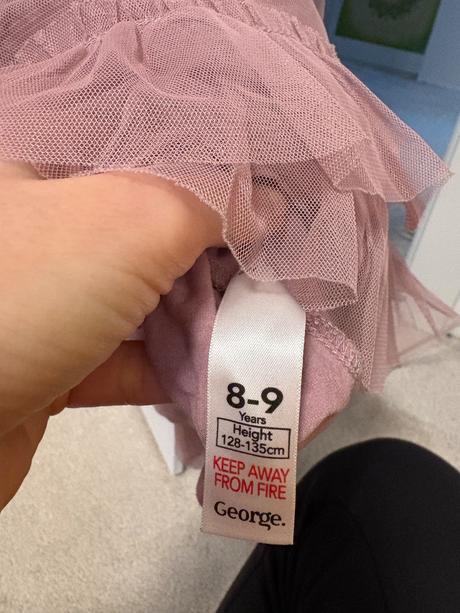 8-9
Years
Height
128-135cm
KEEP AWAY
FROM FIRE
George.